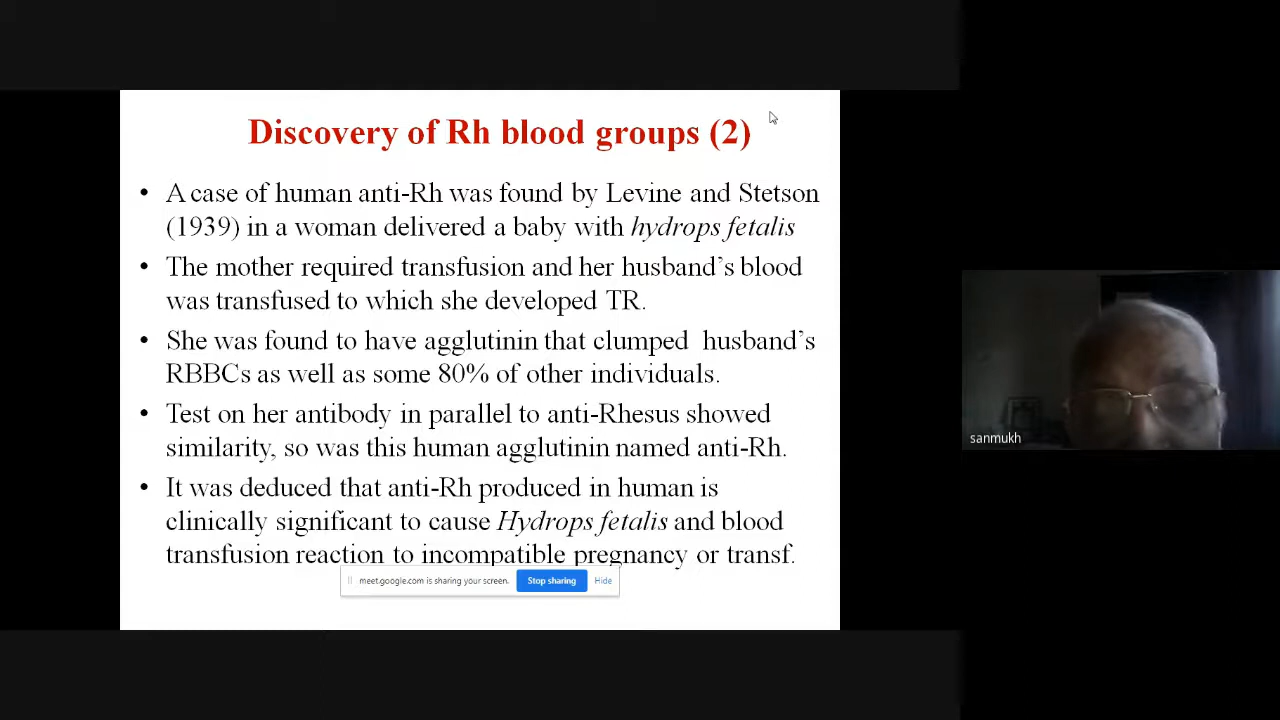 Discovery of Rh blood groups (2)
• A case of human anti-Rh was found by Levine and Stetson
(1939) in a woman delivered a baby with hydrops fetalis
• The mother required transfusion and her husband’s blood
was transfused to which she developed TR.
• She was found to have agglutinin that clumped husband’s
RBBCs as well as some 80% of other individuals.
• Test on her antibody in parallel to anti-Rhesus showed
similarity, so was this human agglutinin named anti-Rh.
• It was deduced that anti-Rh produced in human is
clinically significant to cause Hydrops fetalis and blood
transfusion reaction to incompatible pregnancy or transf.
meet.google.com is sharing your screen. Stop sharing Hide
sanmukh